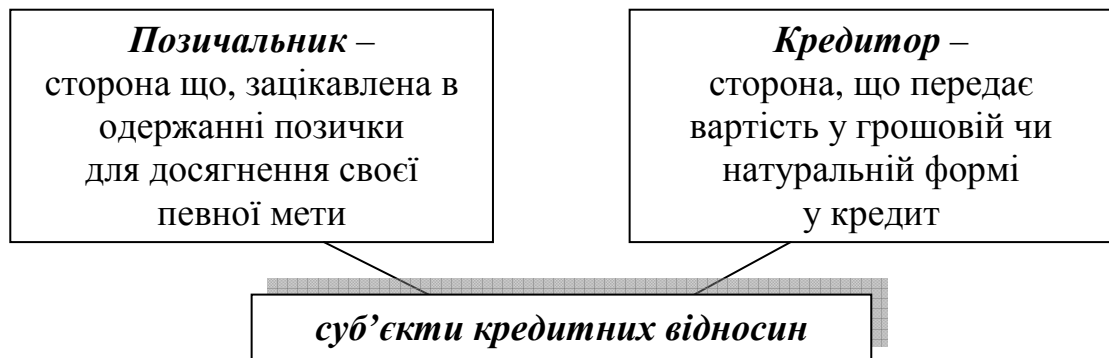 Позичальник –
сторона що, зацікавлена в
одержанні позички
для досягнення своєї
певної мети
Кредитор –
сторона, що передає
вартість у грошовій чи
натуральній формі
у кредит
суб’єкти кредитних відносин